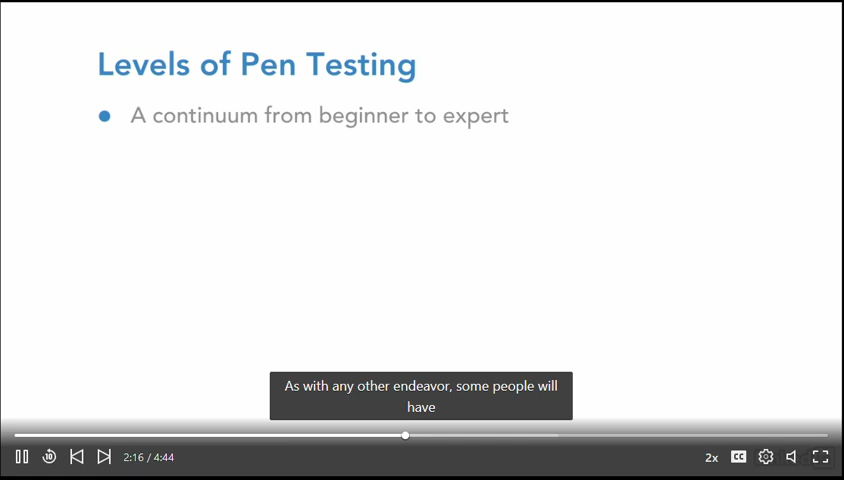 Levels of Pen Testing
● A continuum from beginner to expert
As with any other endeavor, some people will
have
10
2:16 / 4:44
2x
CC